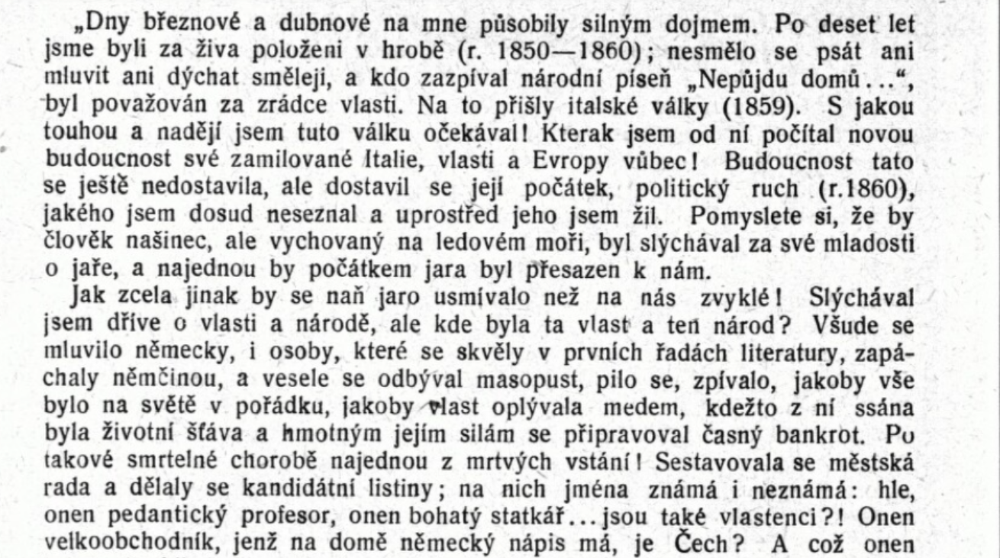 „Dny březnové a dubnové na mne působily silným dojmem. Po deset let
jsme byli za živa položeni v hrobě (r. 1850—1860); nesmělo se psát ani
mluvit ani dýchat směleji, a kdo zazpíval národní píseň „Nepůjdu domů...“,
byl považován za zrádce vlasti. Na to přišly italské války (1859). S jakou
touhou a nadějí jsem tuto válku očekával! Kterak jsem od ní počítal novou
budoucnost své zamilované Italie, vlasti a Evropy vůbec! Budoucnost tato
se ještě nedostavila, ale dostavil se její počátek, politický ruch (r. 1860),
jakého jsem dosud neseznal a uprostřed jeho jsem žil. Pomyslete si, že by
člověk našinec, ale vychovaný na ledovém moři, byl slýchával za své mladosti
o jaře, a najednou by počátkem jara byl přesazen k nám.
Jak zcela jinak by se naň jaro usmívalo než na nás zvyklé! Slýchával
jsem dříve o vlasti a národě, ale kde byla ta vlast a ten národ? Všude se
mluvilo německy, i osoby, které se skvěly v prvních řadách literatury, zapá-
chaly němčinou, a vesele se odbýval masopust, pilo se, zpívalo, jakoby vše
bylo na světě v pořádku, jakoby vlast oplývala medem, kdežto z ní ssána
byla životní šťáva a hmotným jejím silám se připravoval časný bankrot. Po
takové smrtelné chorobě najednou z mrtvých vstání! Sestavovala se městská
rada a dělaly se kandidátní listiny; na nich jména známá i neznámá: hle,
onen pedantický profesor, onen bohatý statkář... jsou také vlastenci?! Onen
velkoobchodník, jenž na domě německý nápis má, je Čech? A což onen